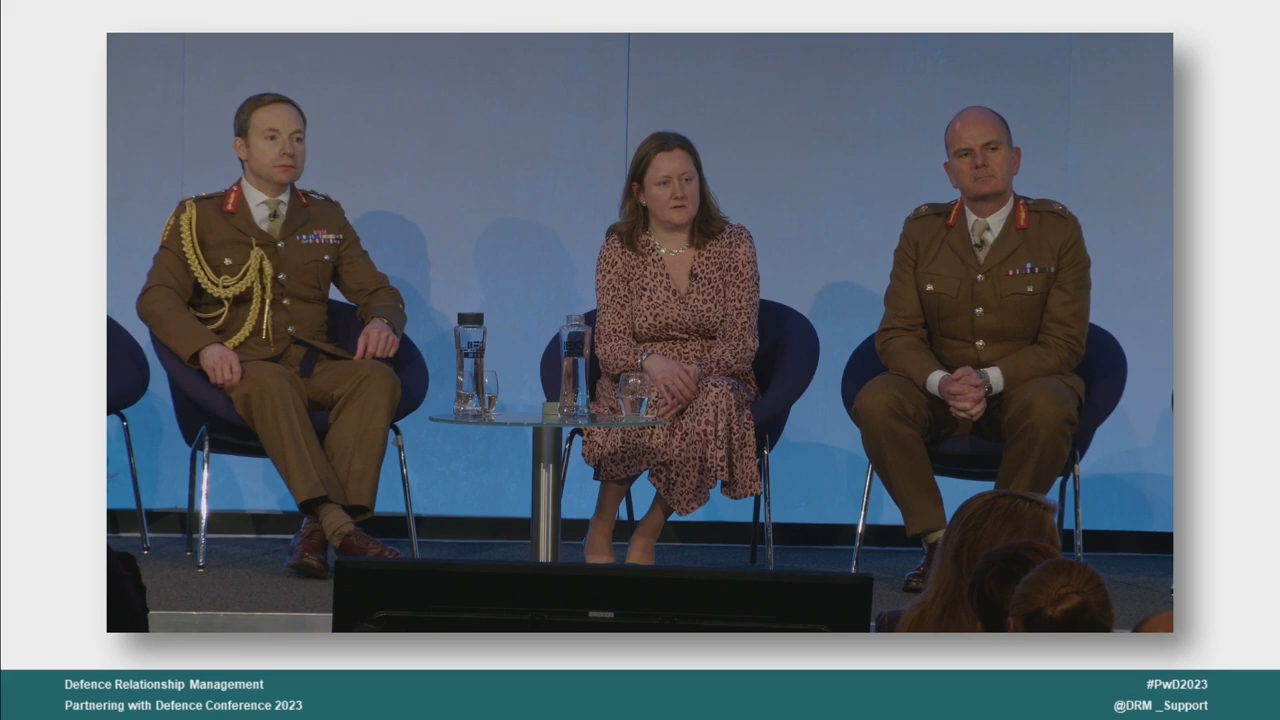 Defence Relationship Management
Partnering with Defence Conference 2023
#PwD2023
@DRM _Support